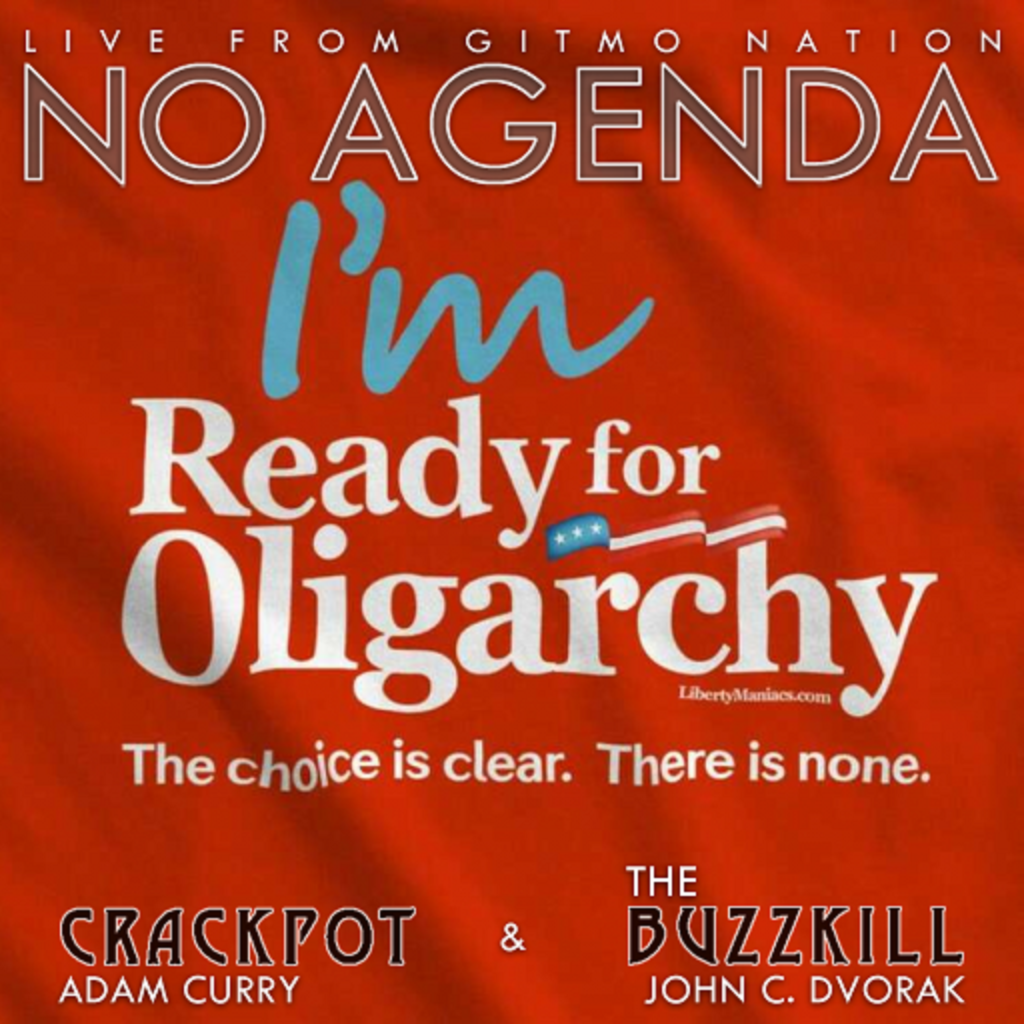 LIVE FROM GITMO NATION
NO AGENDA
I'm
Ready for
Oligarchy
LibertyManiacs.com
The choice is clear. There is none.
THE
CRACKPOT & BUZZKILL
ADAM CURRY JOHN C. DVORAK